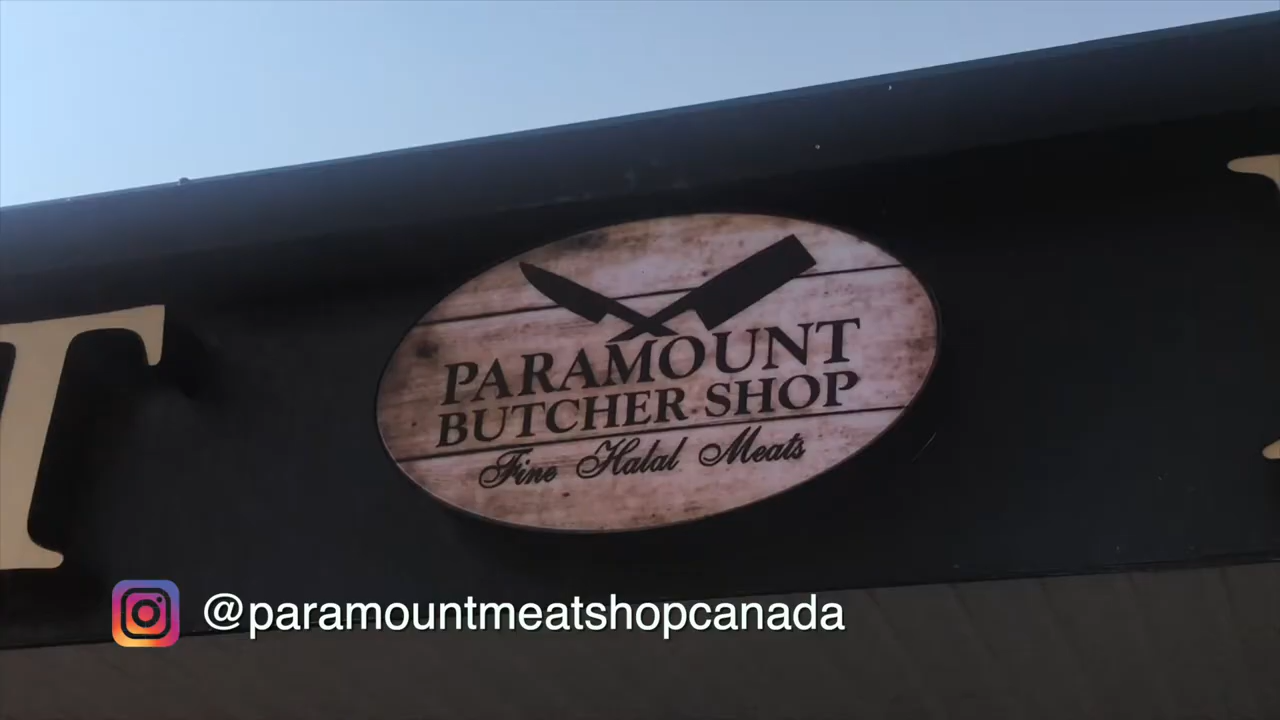 T
PARAMOUNT
BUTCHER SHOP
Fine Halal Meats
@paramountmeatshopcanada